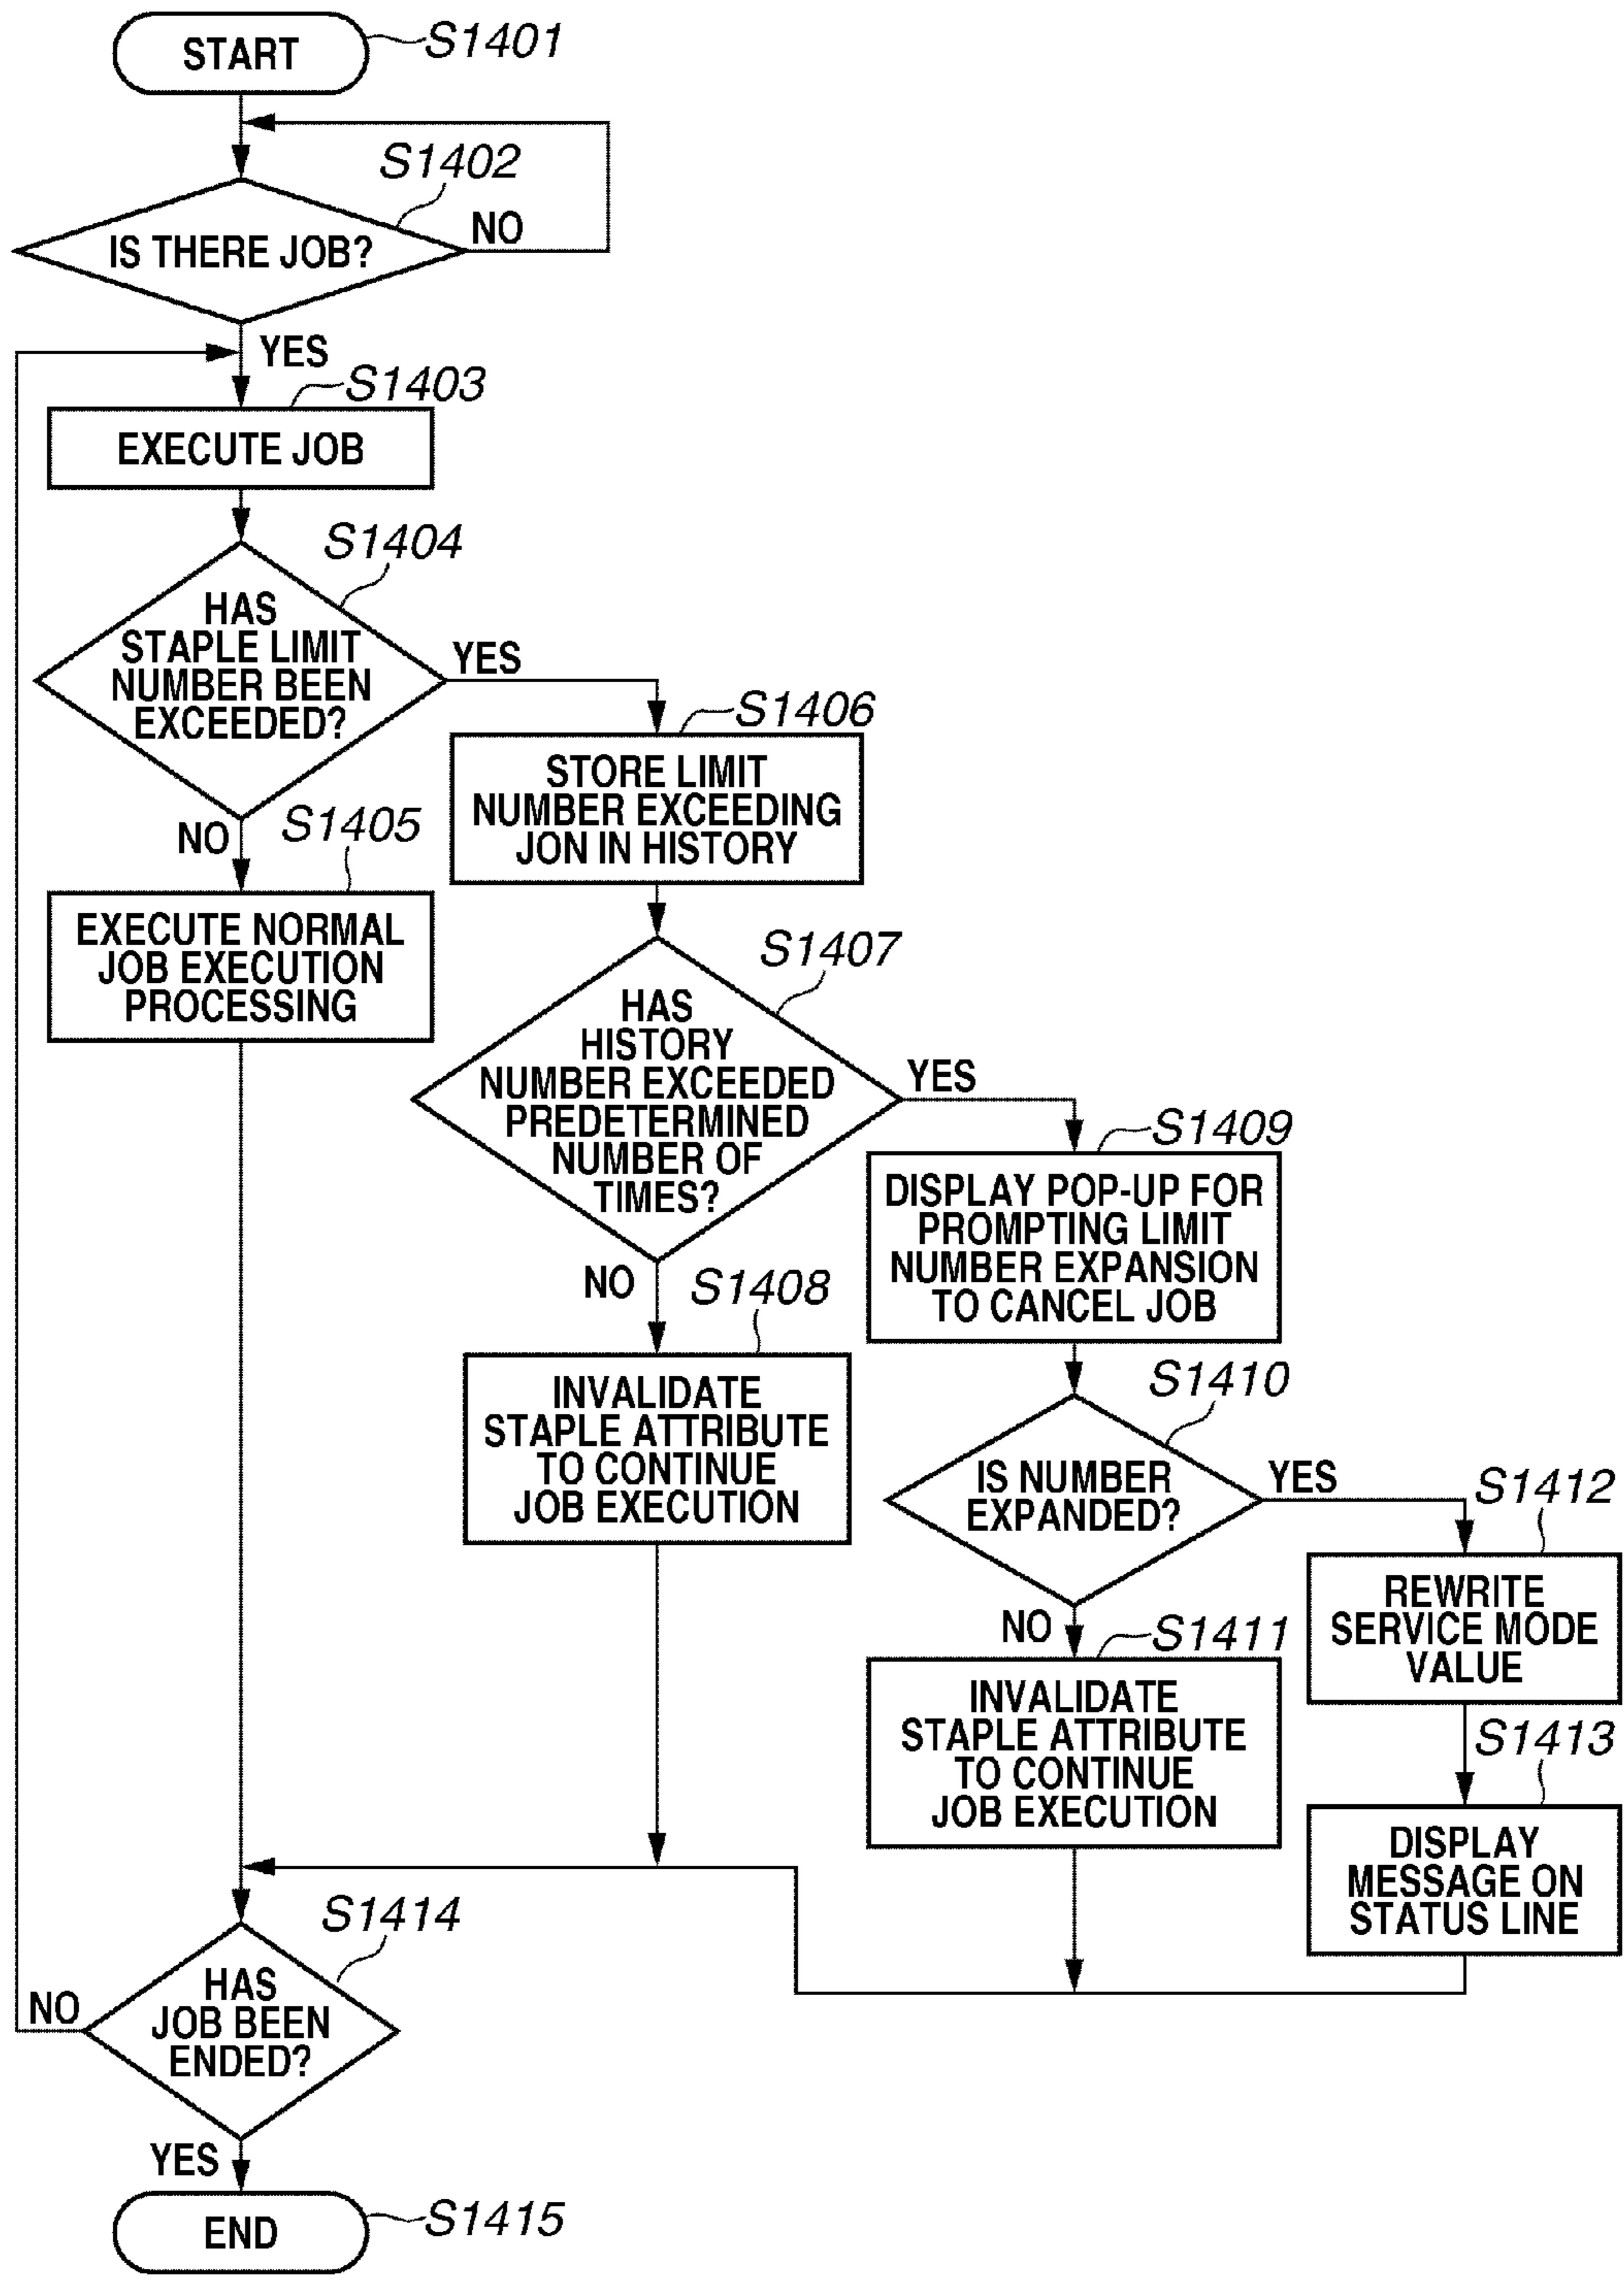 START
S1401
S1402
IS THERE JOB?
NO
YES
S1403
EXECUTE JOB
S1404
HAS
STAPLE LIMIT
NUMBER BEEN
EXCEEDED?
YES
NO
S1405
EXECUTE NORMAL
JOB EXECUTION
PROCESSING
S1406
STORE LIMIT
NUMBER EXCEEDING
JON IN HISTORY
S1407
HAS
HISTORY
NUMBER EXCEEDED
PREDETERMINED
NUMBER OF
TIMES?
YES
NO
S1408
INVALIDATE
STAPLE ATTRIBUTE
TO CONTINUE
JOB EXECUTION
S1409
DISPLAY POP-UP FOR
PROMPTING LIMIT
NUMBER EXPANSION
TO CANCEL JOB
S1410
IS NUMBER
EXPANDED?
YES
NO
S1411
INVALIDATE
STAPLE ATTRIBUTE
TO CONTINUE
JOB EXECUTION
S1412
REWRITE
SERVICE MODE
VALUE
S1413
DISPLAY
MESSAGE ON
STATUS LINE
S1414
HAS
JOB BEEN
ENDED?
NO
YES
END
S1415